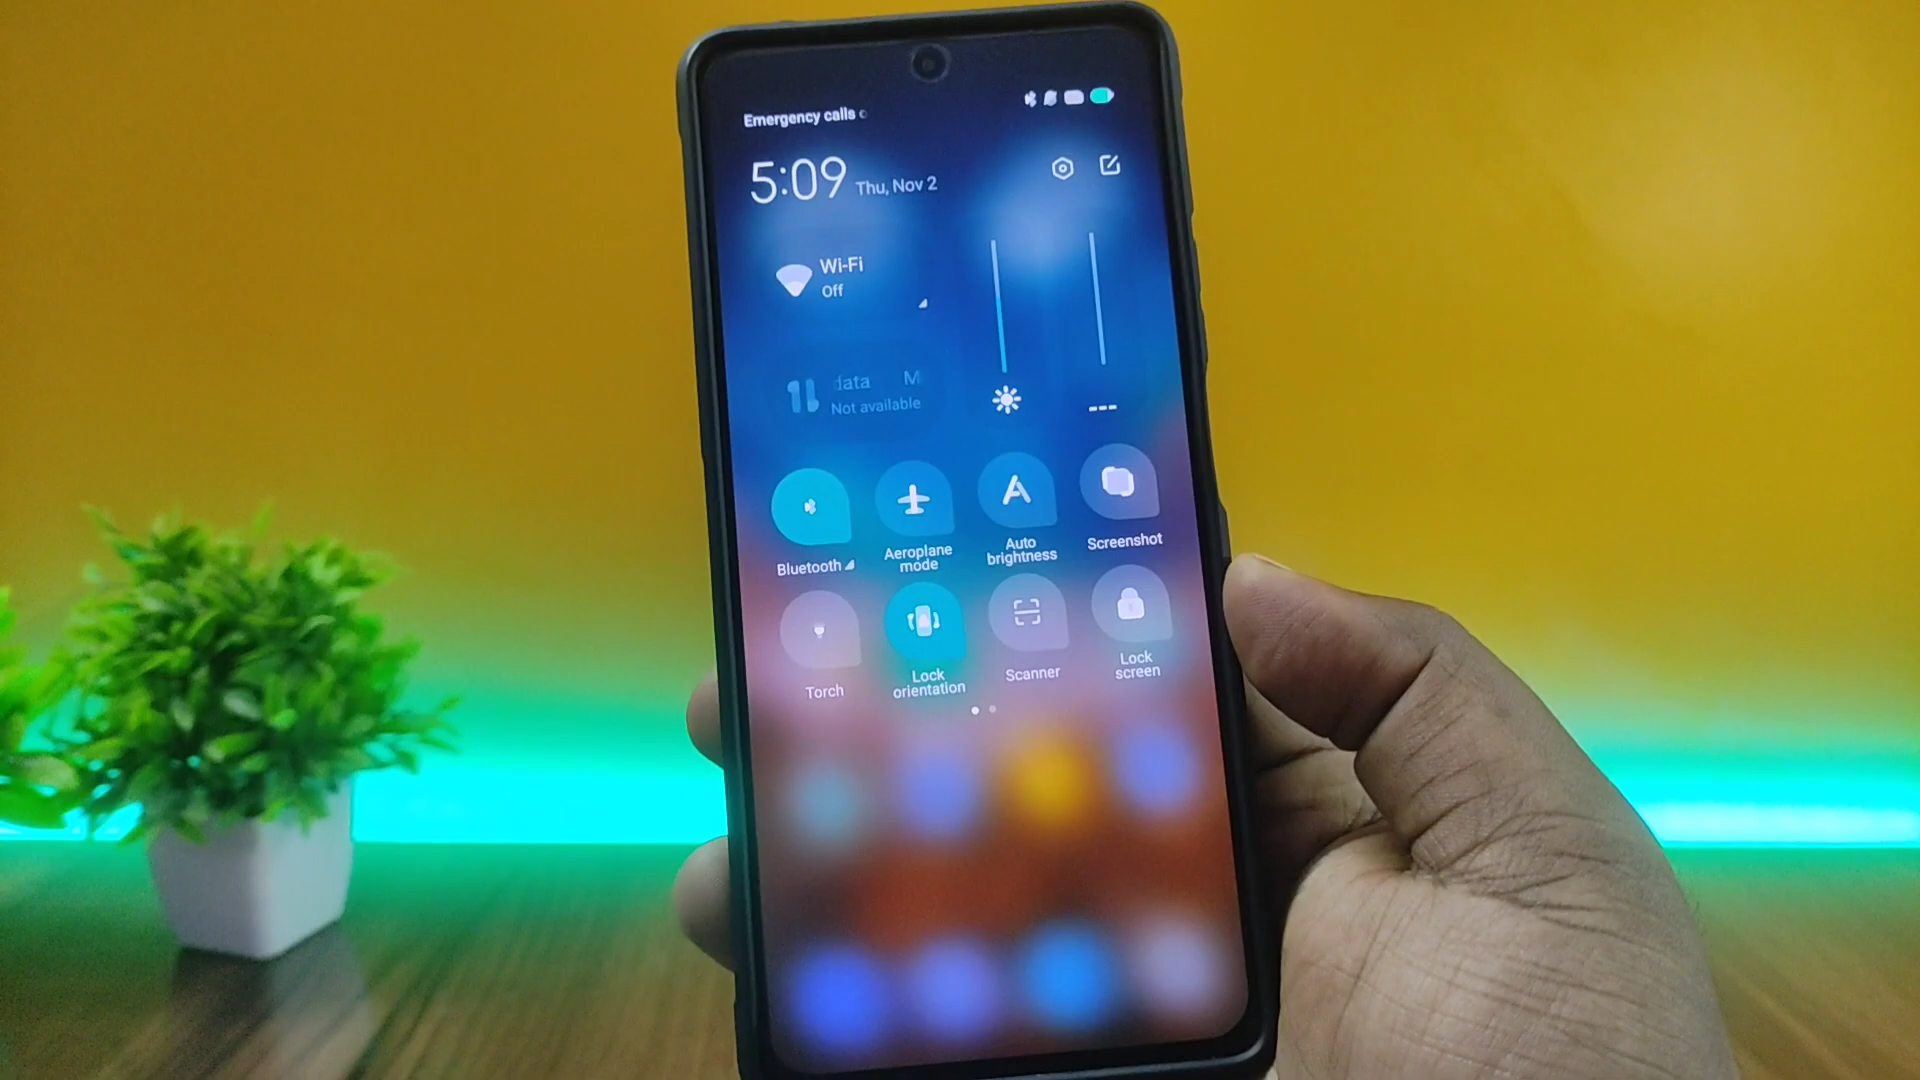 Emergency calls
5:09 Thu, Nov 2
Wi-Fi
Off
data M
Not available
Bluetooth
Aeroplane
mode
Auto
brightness
Screenshot
Torch
Lock
orientation
Scanner
Lock
screen